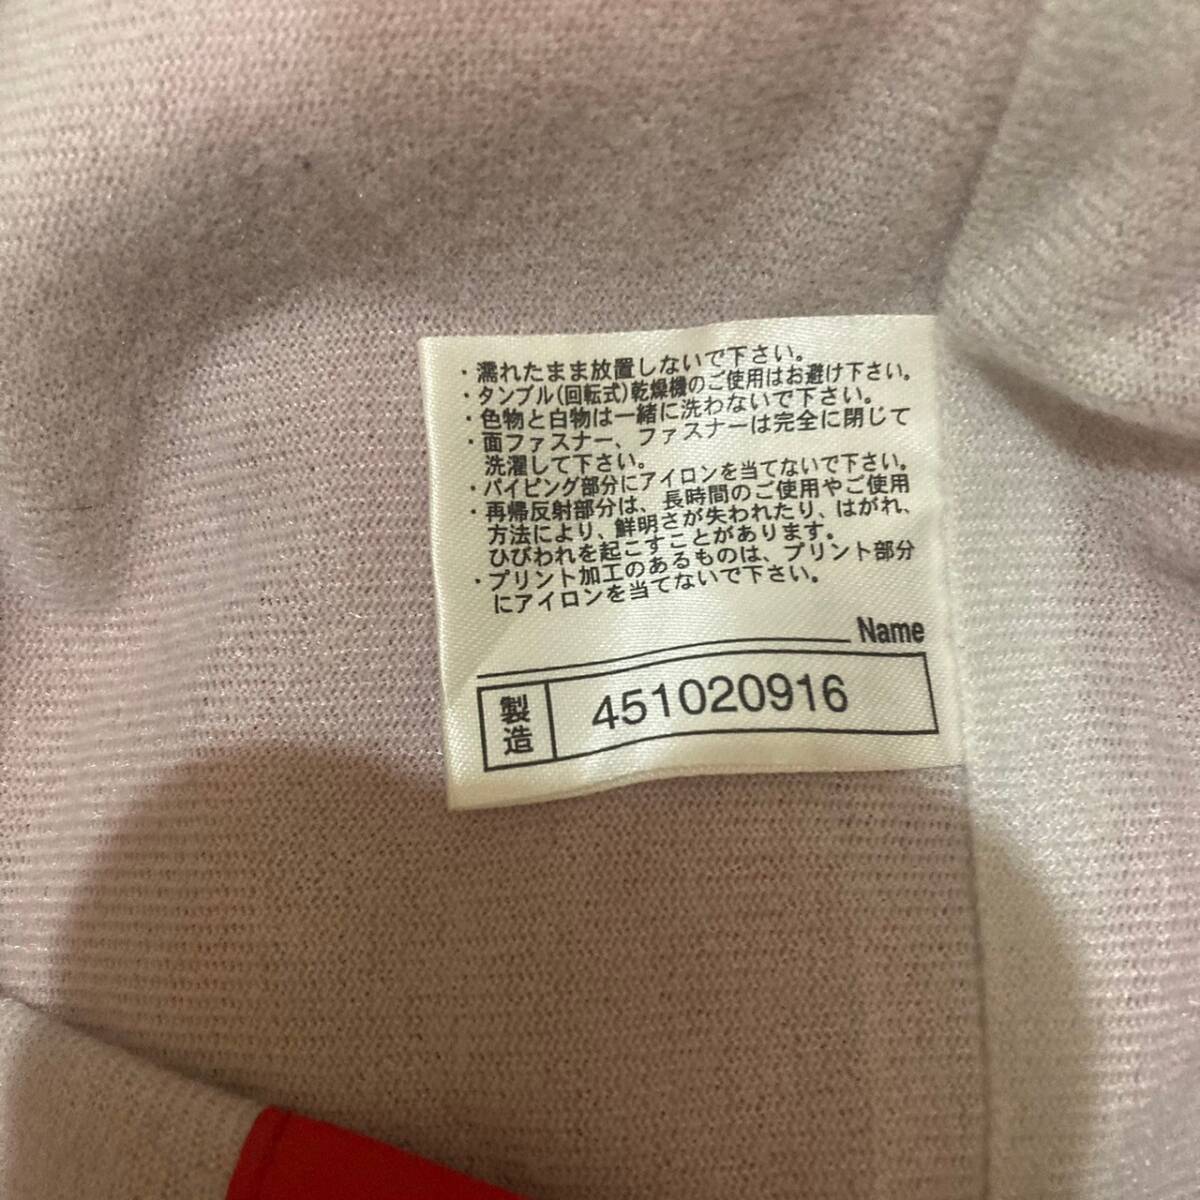 ・濡れたまま放置しないで下さい。
・タンブル(回転式)乾燥機のご使用はお避け下さい。
・色物と白物は一緒に洗わないで下さい。
・面ファスナー、ファスナーは完全に閉じて
洗濯して下さい。
・パイピング部分にアイロンを当てないで下さい。
・再帰反射部分は、長時間のご使用やご使用
方法により、鮮明さが失われたり、はがれ、
ひびわれを起こすことがあります。
・プリント加工のあるものは、プリント部分
にアイロンを当てないで下さい。
Name
製造 451020916